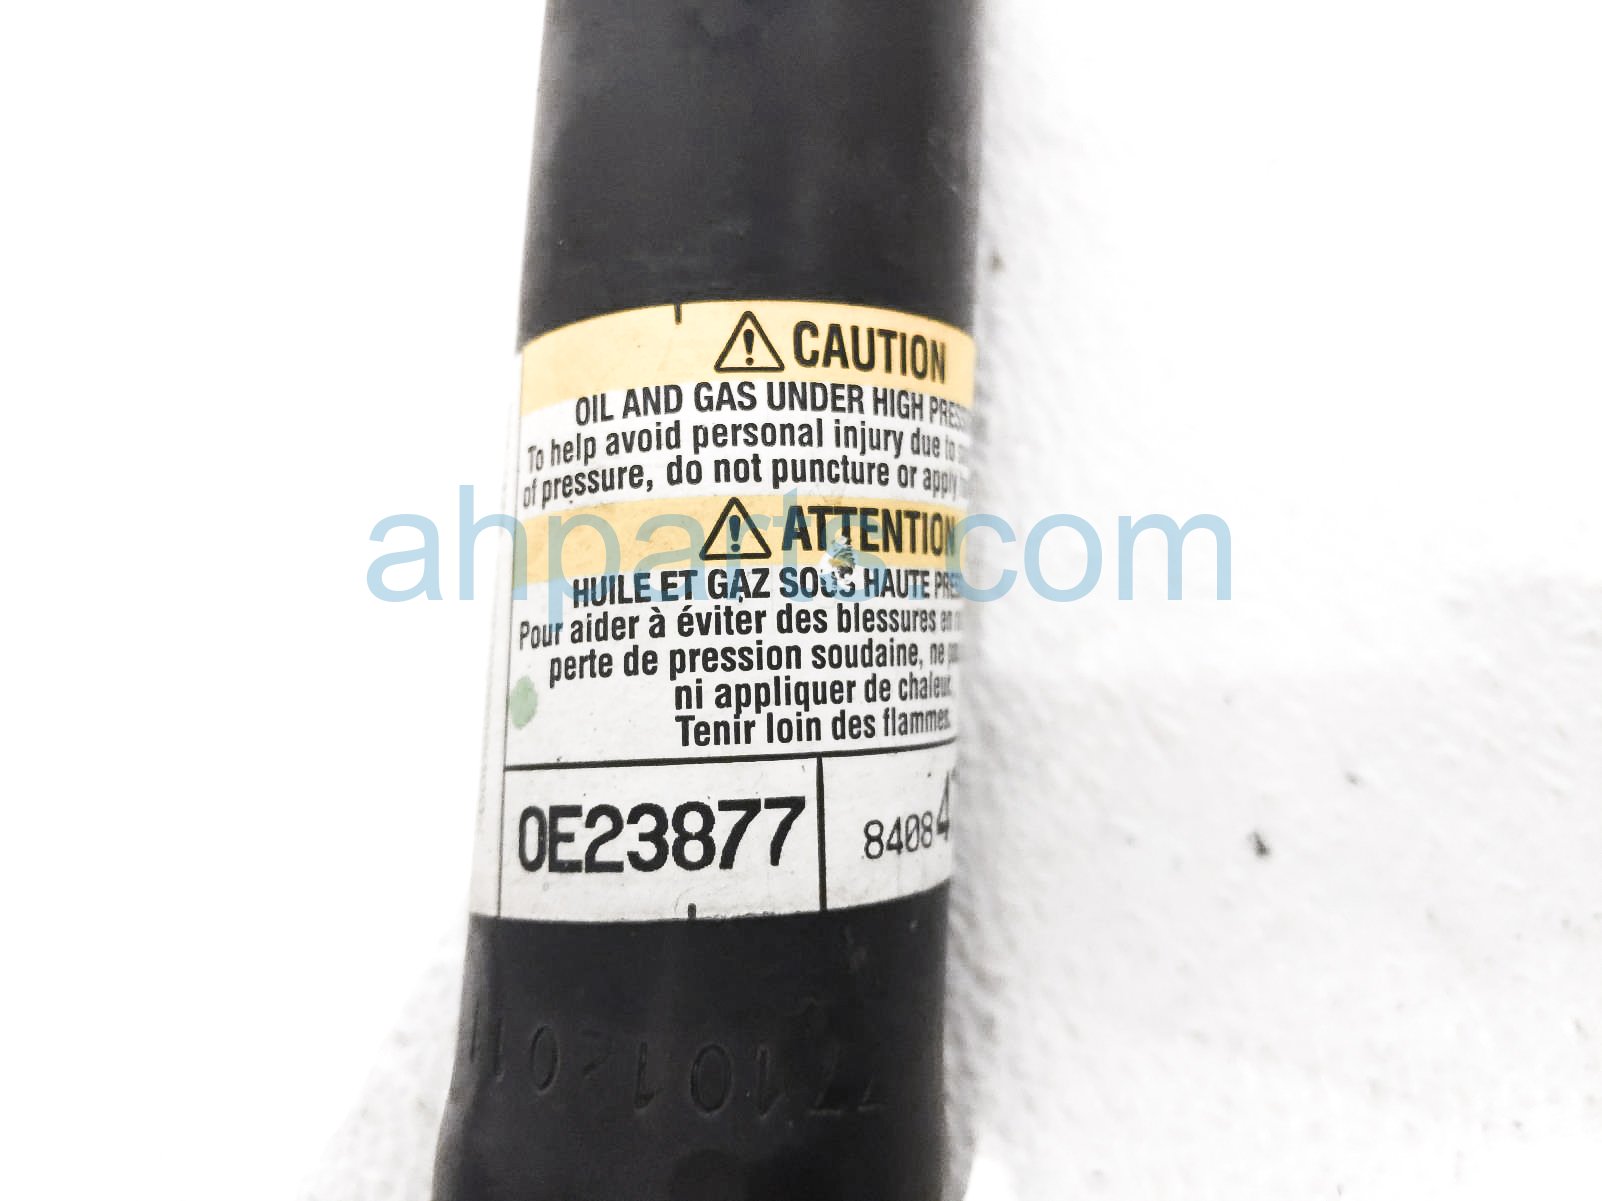 CAUTION
OIL AND GAS UNDER HIGH
To help avoid personal injury due to
of pressure, do not puncture or apply
ATTENTION
HUILE ET GAZ SOUS HAUTE
Pour aider à éviter des blessures en
perte de pression soudaine, ne
ni appliquer de chaleur.
Tenir loin des flammes.
0E23877 84084
ahparts.com